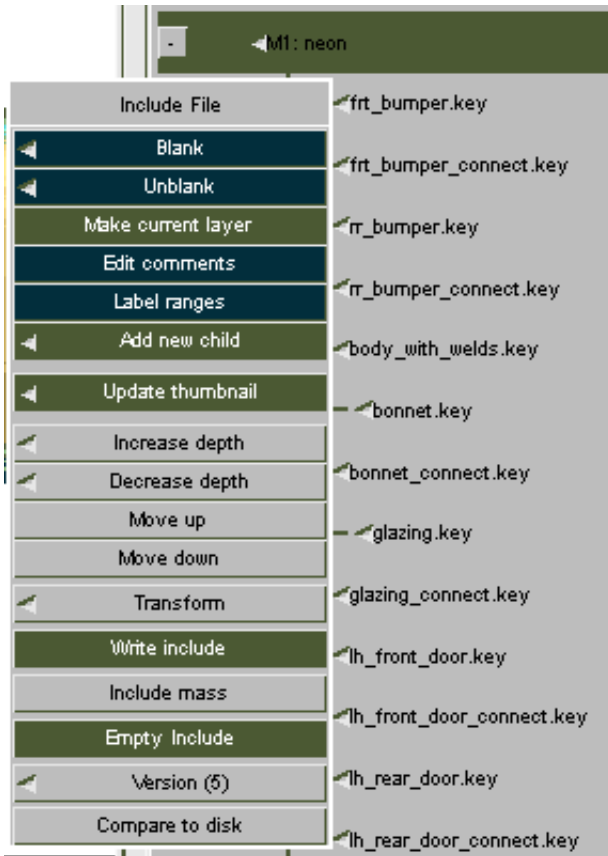 -
M1: neon
Include File
Blank
Unblank
Make current layer
Edit comments
Label ranges
Add new child
Update thumbnail
Increase depth
Decrease depth
Move up
Move down
Transform
Write include
Include mass
Empty Include
Version (5)
Compare to disk
frt_bumper.key
frt_bumper_connect.key
rr_bumper.key
rr_bumper_connect.key
body_with_welds.key
bonnet.key
bonnet_connect.key
glazing.key
glazing_connect.key
lh_front_door.key
lh_front_door_connect.key
lh_rear_door.key
lh_rear_door_connect.key